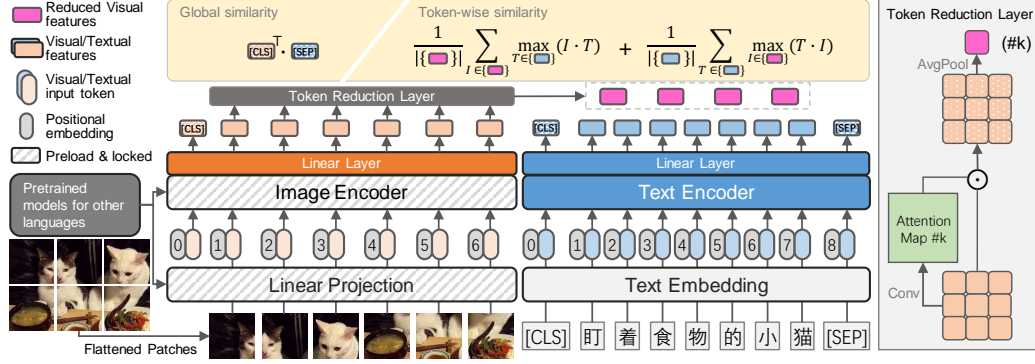 Reduced Visual
features
Visual/Textual
features
Visual/Textual
input token
Positional
embedding
Preload & locked
Pretrained
models for other
languages
Flattened Patches
Global similarity
[CLS]ᵀ · [SEP]
Token-wise similarity
1/|{ }| ∑ I∈{ } max T∈{ } (I · T) + 1/|{ }| ∑ T∈{ } max I∈{ } (T · I)
Token Reduction Layer
[CLS]
[CLS] [SEP]
Linear Layer
Linear Layer
Image Encoder
Text Encoder
0 1 2 3 4 5 6
0 1 2 3 4 5 6 7 8
Linear Projection
Text Embedding
[CLS] 盯 着 食 物 的 小 猫 [SEP]
Token Reduction Layer
(#k)
AvgPool
Attention
Map #k
Conv